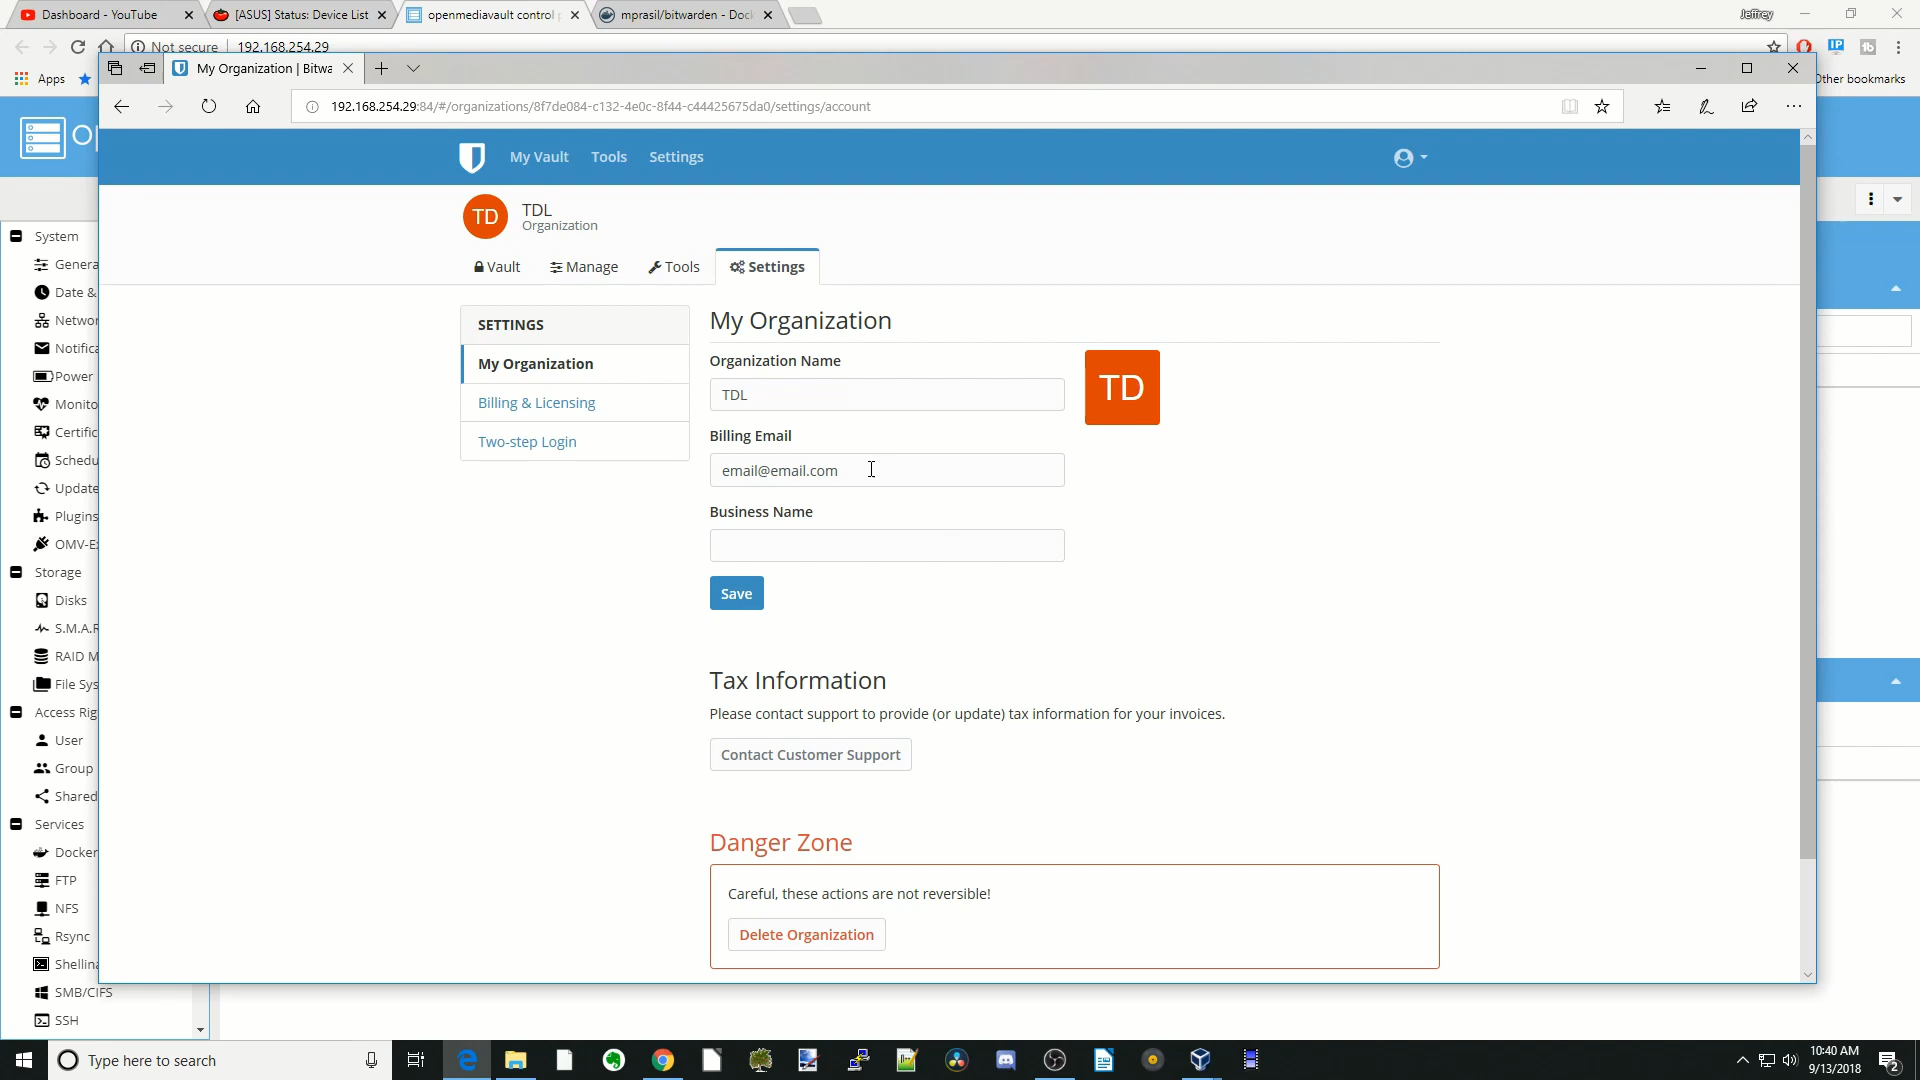 Dashboard - YouTube
[ASUS] Status: Device List
openmediavault control
mprasil/bitwarden - Doc
Jeffrey
Not secure
192.168.254.29
Apps
Other bookmarks
My Organization | Bitwa
192.168.254.29:84/#/organizations/8f7de084-c132-4e0c-8f44-c44425675da0/settings/account
My Vault
Tools
Settings
TD
TDL
Organization
Vault
Manage
Tools
Settings
SETTINGS
My Organization
Billing & Licensing
Two-step Login
My Organization
Organization Name
TDL
TD
Billing Email
email@email.com
Business Name
Save
Tax Information
Please contact support to provide (or update) tax information for your invoices.
Contact Customer Support
Danger Zone
Careful, these actions are not reversible!
Delete Organization
System
Genera
Date &
Networ
Notifica
Power
Monito
Certific
Schedu
Update
Plugins
OMV-E
Storage
Disks
S.M.A.R
RAID M
File Sys
Access Rig
User
Group
Shared
Services
Docker
FTP
NFS
Rsync
Shellina
SMB/CIFS
SSH
Type here to search
10:40 AM
9/13/2018
2